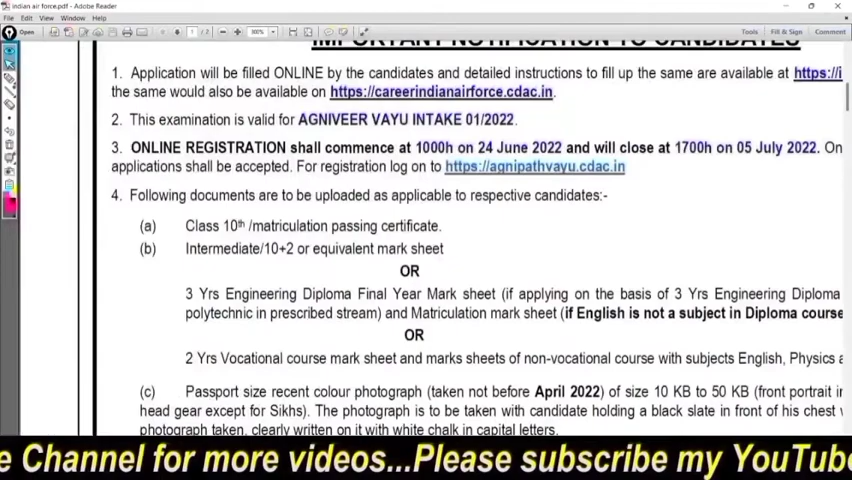 indian air force.pdf - Adobe Reader
File Edit View Window Help
Open 1 / 2 300% Tools Fill & Sign Comment
IMPORTANT NOTIFICATION TO CANDIDATES
1. Application will be filled ONLINE by the candidates and detailed instructions to fill up the same are available at https://i
the same would also be available on https://careerindianairforce.cdac.in.
2. This examination is valid for AGNIVEER VAYU INTAKE 01/2022.
3. ONLINE REGISTRATION shall commence at 1000h on 24 June 2022 and will close at 1700h on 05 July 2022. On
applications shall be accepted. For registration log on to https://agnipathvayu.cdac.in
4. Following documents are to be uploaded as applicable to respective candidates:-
(a) Class 10th /matriculation passing certificate.
(b) Intermediate/10+2 or equivalent mark sheet
OR
3 Yrs Engineering Diploma Final Year Mark sheet (if applying on the basis of 3 Yrs Engineering Diploma
polytechnic in prescribed stream) and Matriculation mark sheet (if English is not a subject in Diploma course
OR
2 Yrs Vocational course mark sheet and marks sheets of non-vocational course with subjects English, Physics a
(c) Passport size recent colour photograph (taken not before April 2022) of size 10 KB to 50 KB (front portrait in
head gear except for Sikhs). The photograph is to be taken with candidate holding a black slate in front of his chest
photograph taken, clearly written on it with white chalk in capital letters.
e Channel for more videos...Please subscribe my YouTube